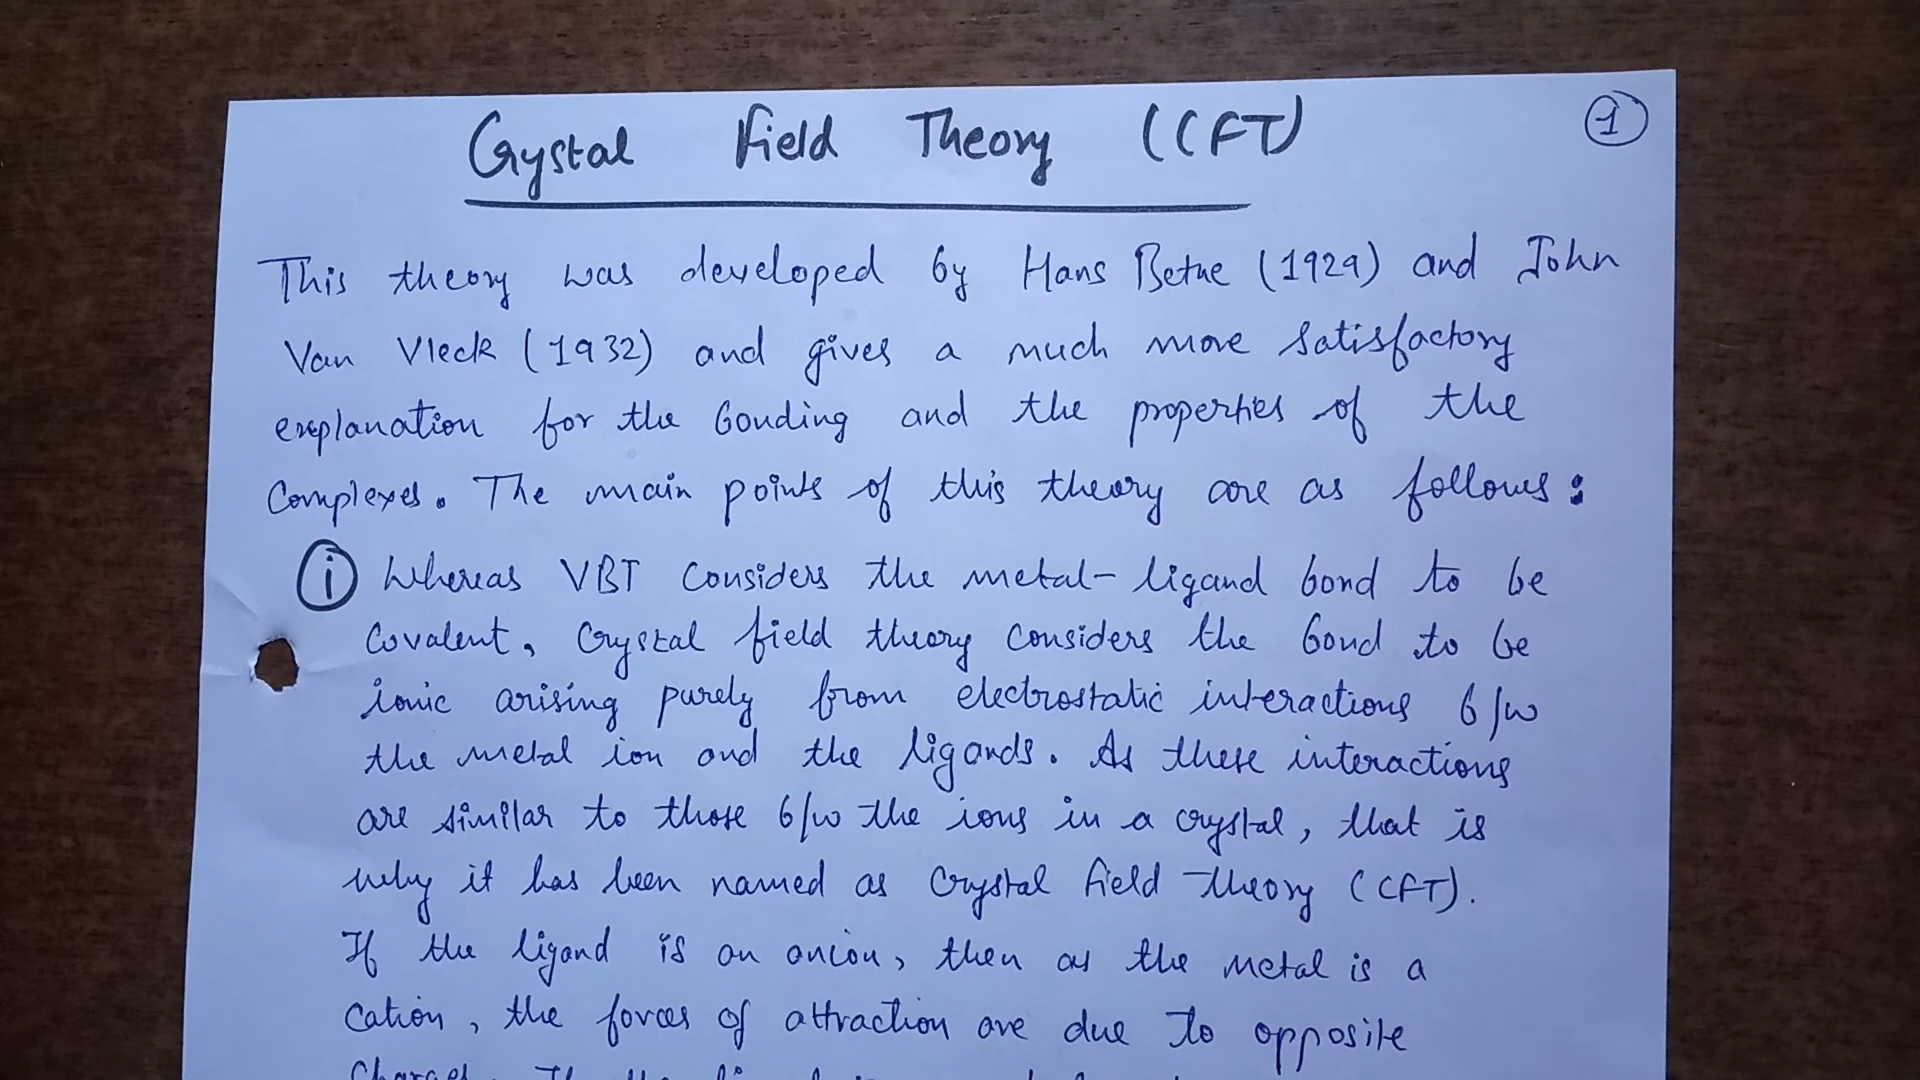 Crystal Field Theory (CFT)
1
This theory was developed by Hans Bethe (1929) and John
Van Vleck (1932) and gives a much more satisfactory
explanation for the bonding and the properties of the
Complexes. The main points of this theory are as follows:
i Whereas VBT considers the metal-ligand bond to be
Covalent, Crystal field theory considers the bond to be
ionic arising purely from electrostatic interactions b/w
the metal ion and the ligands. As these interactions
are similar to those b/w the ions in a crystal, that is
why it has been named as Crystal field theory (CFT).
If the ligand is an anion, then as the metal is a
Cation, the forces of attraction are due to opposite
Charges. If the